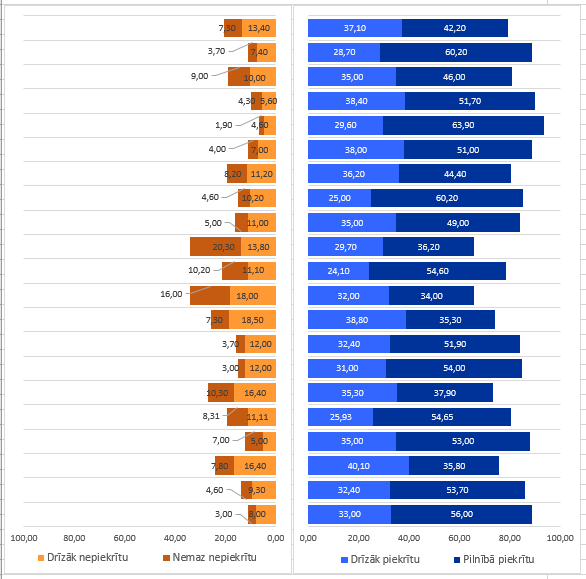 7,30 13,40 37,10 42,20
3,70 7,40 28,70 60,20
9,00 10,00 35,00 46,00
4,30 5,60 38,40 51,70
1,90 4,60 29,60 63,90
4,00 7,00 38,00 51,00
8,20 11,20 36,20 44,40
4,60 10,20 25,00 60,20
5,00 11,00 35,00 49,00
20,30 13,80 29,70 36,20
10,20 11,10 24,10 54,60
16,00 18,00 32,00 34,00
7,30 18,50 38,80 35,30
3,70 12,00 32,40 51,90
3,00 12,00 31,00 54,00
10,30 16,40 35,30 37,90
8,31 11,11 25,93 54,65
7,00 5,00 35,00 53,00
7,80 16,40 40,10 35,80
4,60 9,30 32,40 53,70
3,00 8,00 33,00 56,00
100,00 80,00 60,00 40,00 20,00 0,00 0,00 20,00 40,00 60,00 80,00 100,00
Drīzāk nepiekrītu Nemaz nepiekrītu Drīzāk piekrītu Pilnībā piekrītu